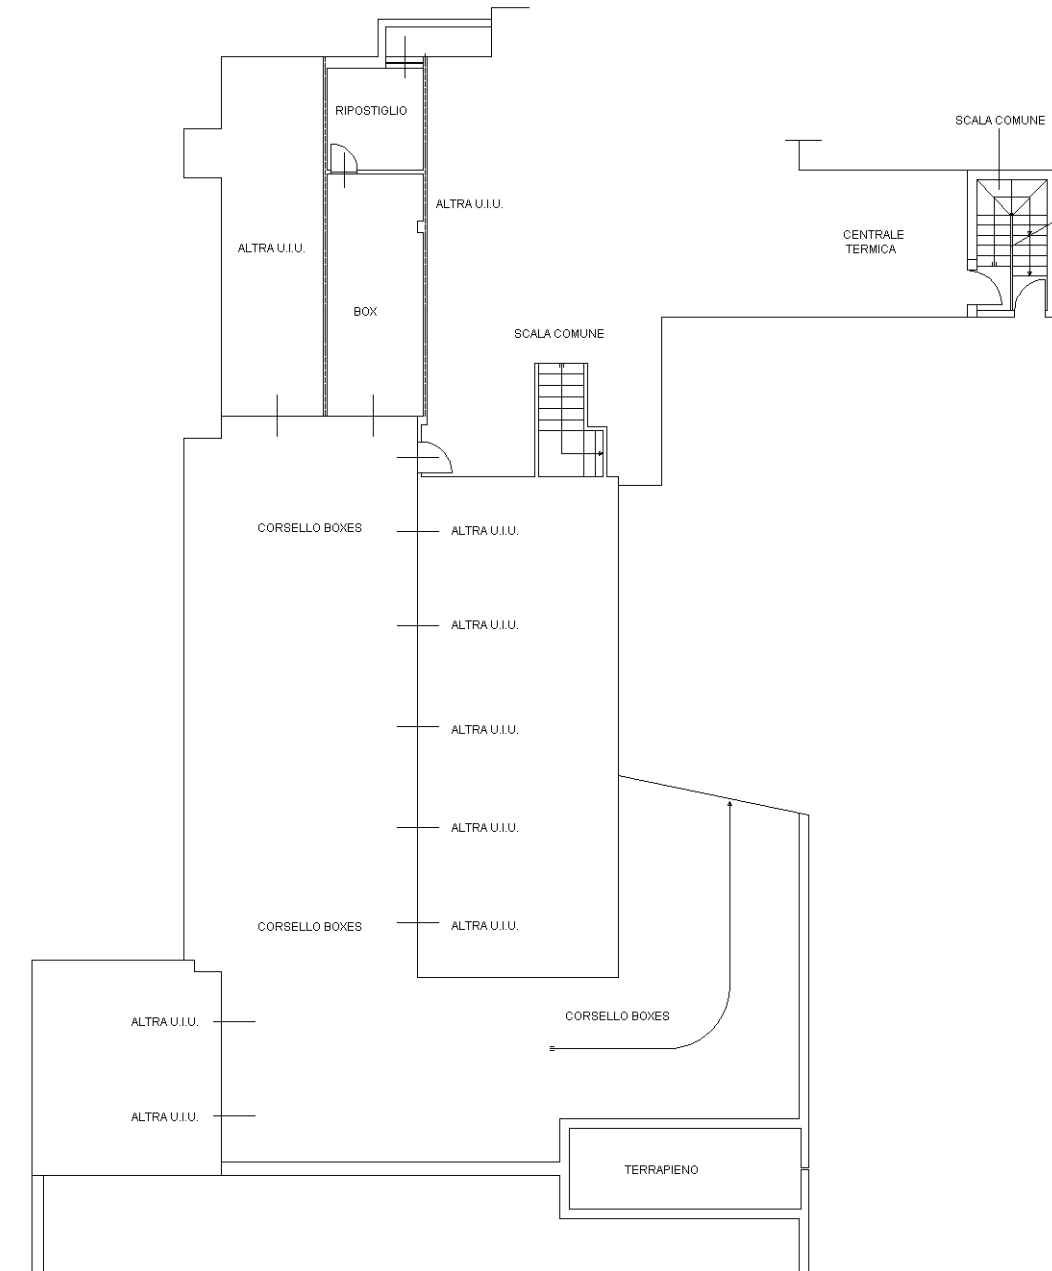 RIPOSTIGLIO
SCALA COMUNE
ALTRA U.I.U.
CENTRALE
TERMICA
ALTRA U.I.U.
BOX
SCALA COMUNE
CORSELLO BOXES
ALTRA U.I.U.
ALTRA U.I.U.
ALTRA U.I.U.
ALTRA U.I.U.
CORSELLO BOXES
ALTRA U.I.U.
CORSELLO BOXES
ALTRA U.I.U.
ALTRA U.I.U.
TERRAPIENO